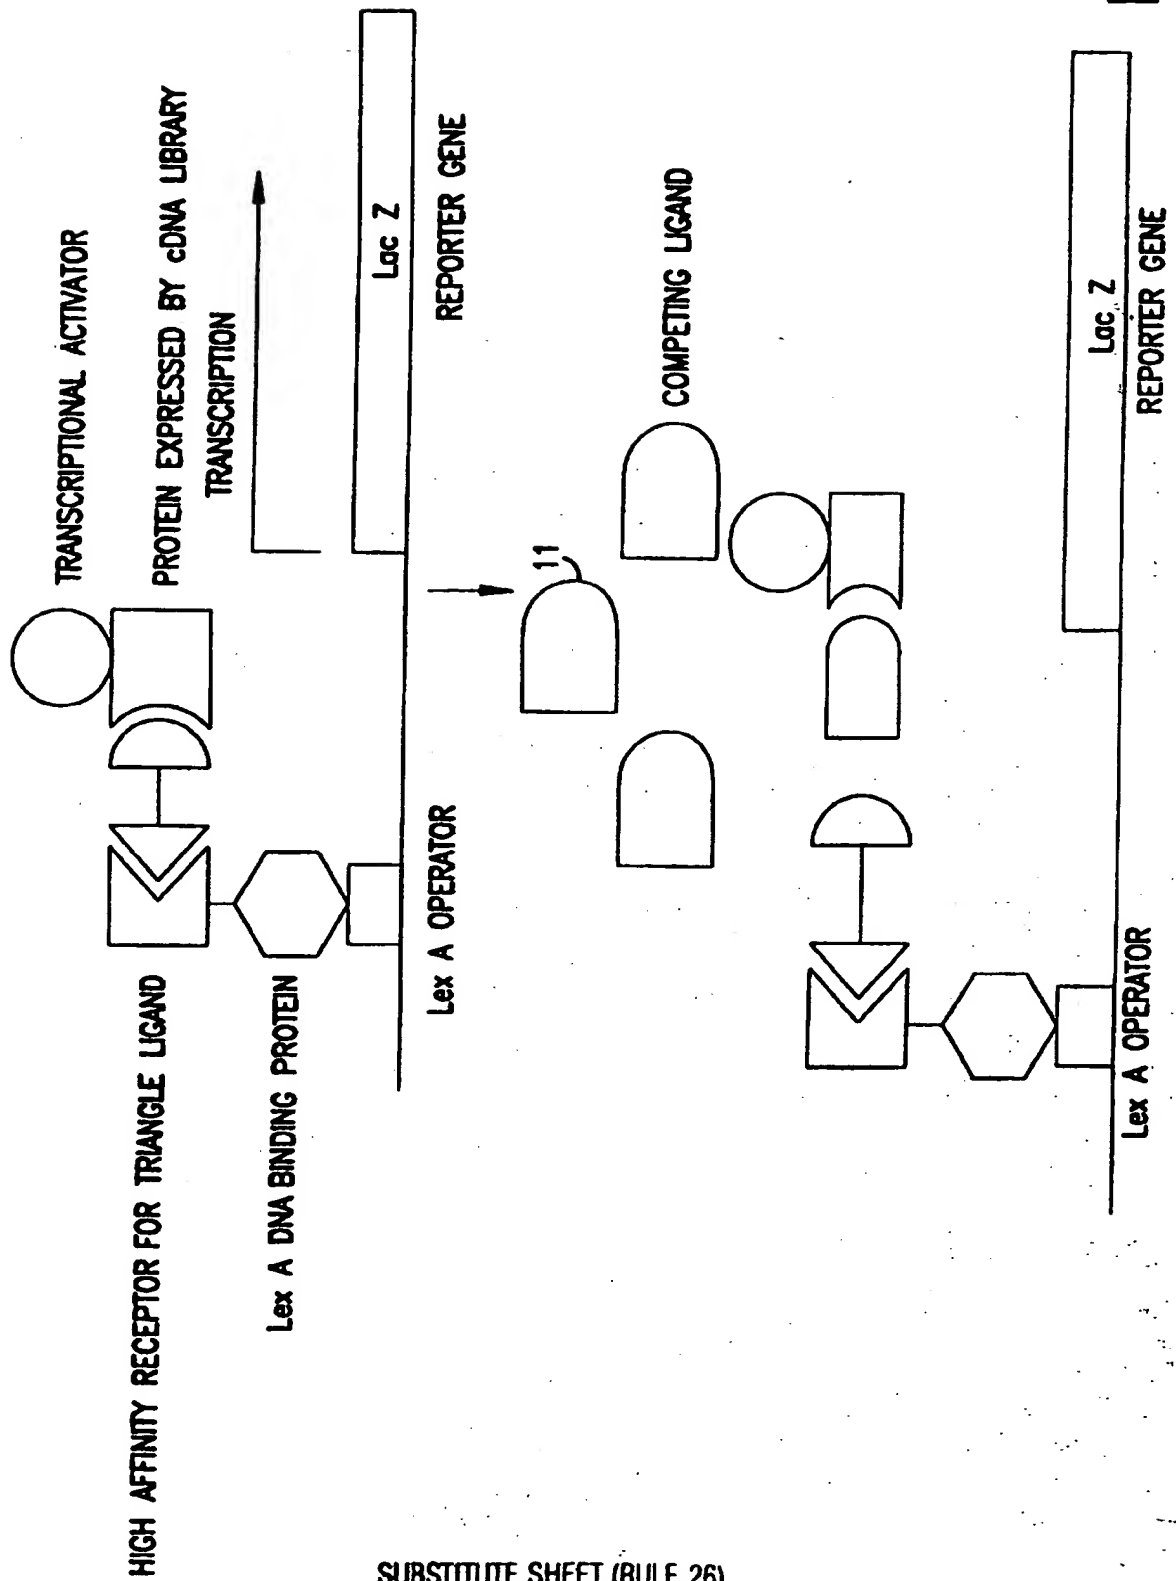 TRANSCRIPTIONAL ACTIVATOR
PROTEIN EXPRESSED BY cDNA LIBRARY
TRANSCRIPTION
HIGH AFFINITY RECEPTOR FOR TRIANGLE LIGAND
Lex A DNA BINDING PROTEIN
Lac Z
Lex A OPERATOR
REPORTER GENE
11
COMPETING LIGAND
Lac Z
Lex A OPERATOR
REPORTER GENE
SUBSTITUTE SHEET (RULE 26)